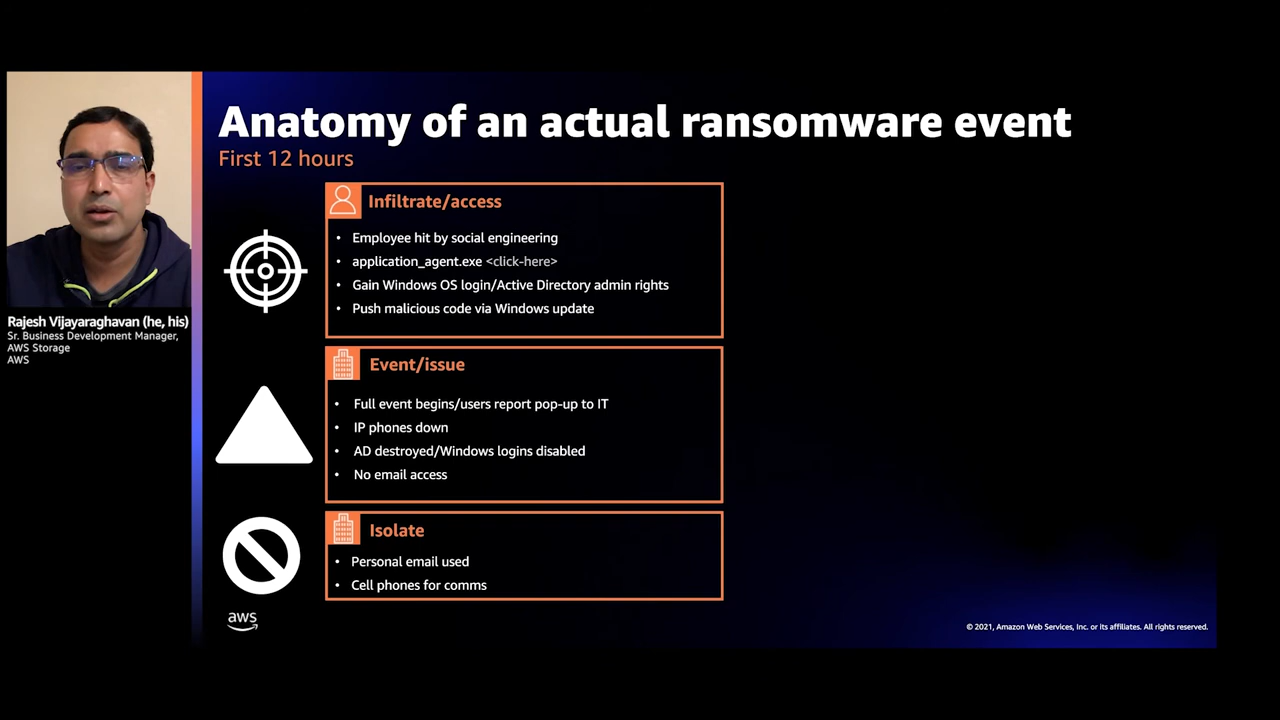 Anatomy of an actual ransomware event
First 12 hours
Infiltrate/access
• Employee hit by social engineering
• application_agent.exe <click-here>
• Gain Windows OS login/Active Directory admin rights
• Push malicious code via Windows update
Rajesh Vijayaraghavan (he, his)
Sr. Business Development Manager,
AWS Storage
AWS
Event/issue
• Full event begins/users report pop-up to IT
• IP phones down
• AD destroyed/Windows logins disabled
• No email access
Isolate
• Personal email used
• Cell phones for comms
aws
© 2021, Amazon Web Services, Inc. or its affiliates. All rights reserved.